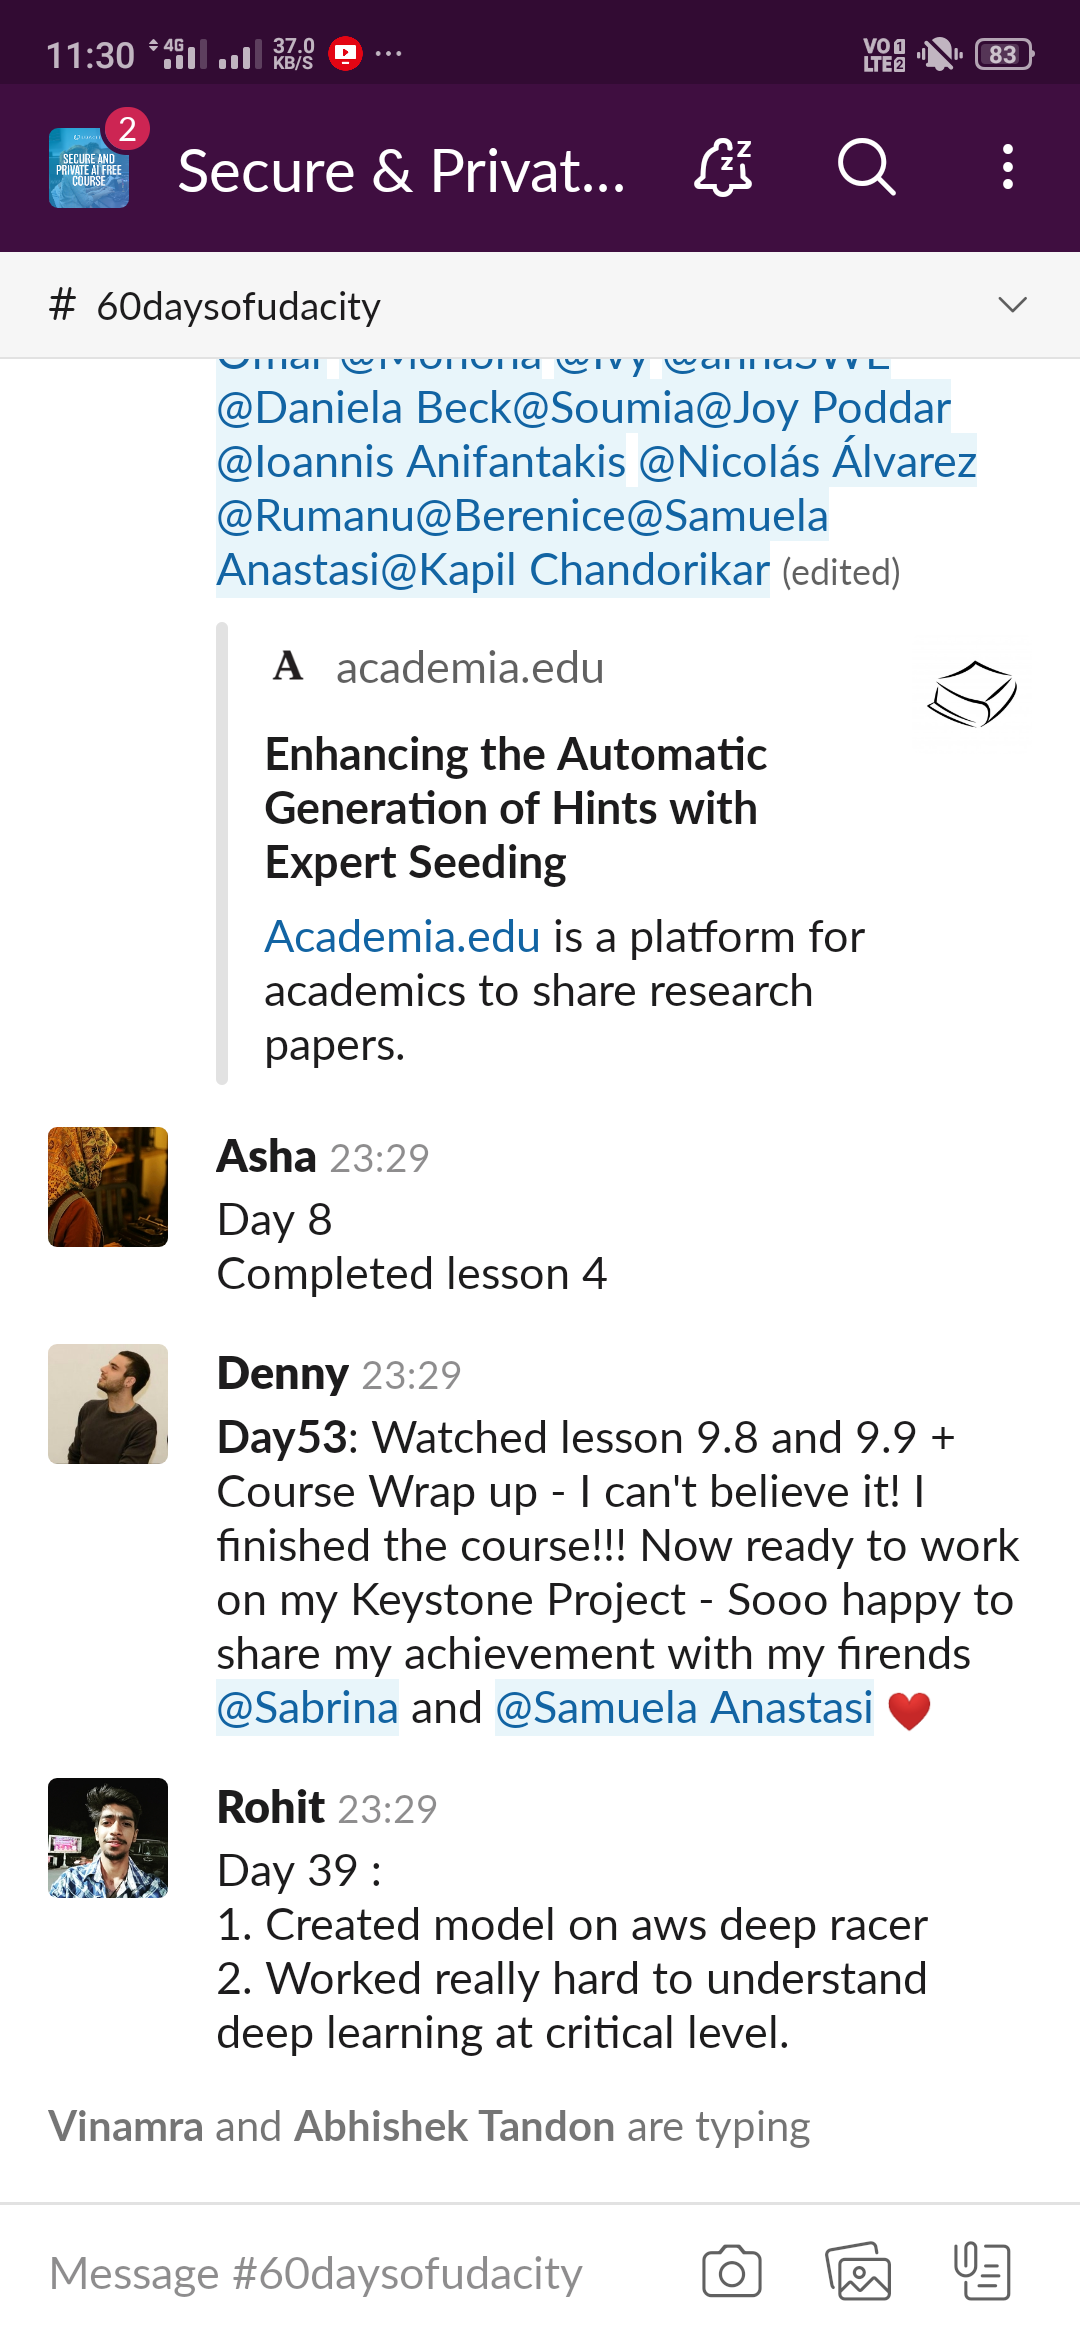 11:30 4G 37.0 KB/S VO LTE 1 2 83
2
SECURE AND
PRIVATE AI FREE
COURSE
Secure & Privat... z z z
# 60daysofudacity
@Daniela Beck@Soumia@Joy Poddar
@Ioannis Anifantakis @Nicolás Álvarez
@Rumanu@Berenice@Samuela
Anastasi@Kapil Chandorikar (edited)
A academia.edu
Enhancing the Automatic
Generation of Hints with
Expert Seeding
Academia.edu is a platform for
academics to share research
papers.
Asha 23:29
Day 8
Completed lesson 4
Denny 23:29
Day53: Watched lesson 9.8 and 9.9 +
Course Wrap up - I can't believe it! I
finished the course!!! Now ready to work
on my Keystone Project - Sooo happy to
share my achievement with my firends
@Sabrina and @Samuela Anastasi ❤️
Rohit 23:29
Day 39 :
1. Created model on aws deep racer
2. Worked really hard to understand
deep learning at critical level.
Vinamra and Abhishek Tandon are typing
Message #60daysofudacity